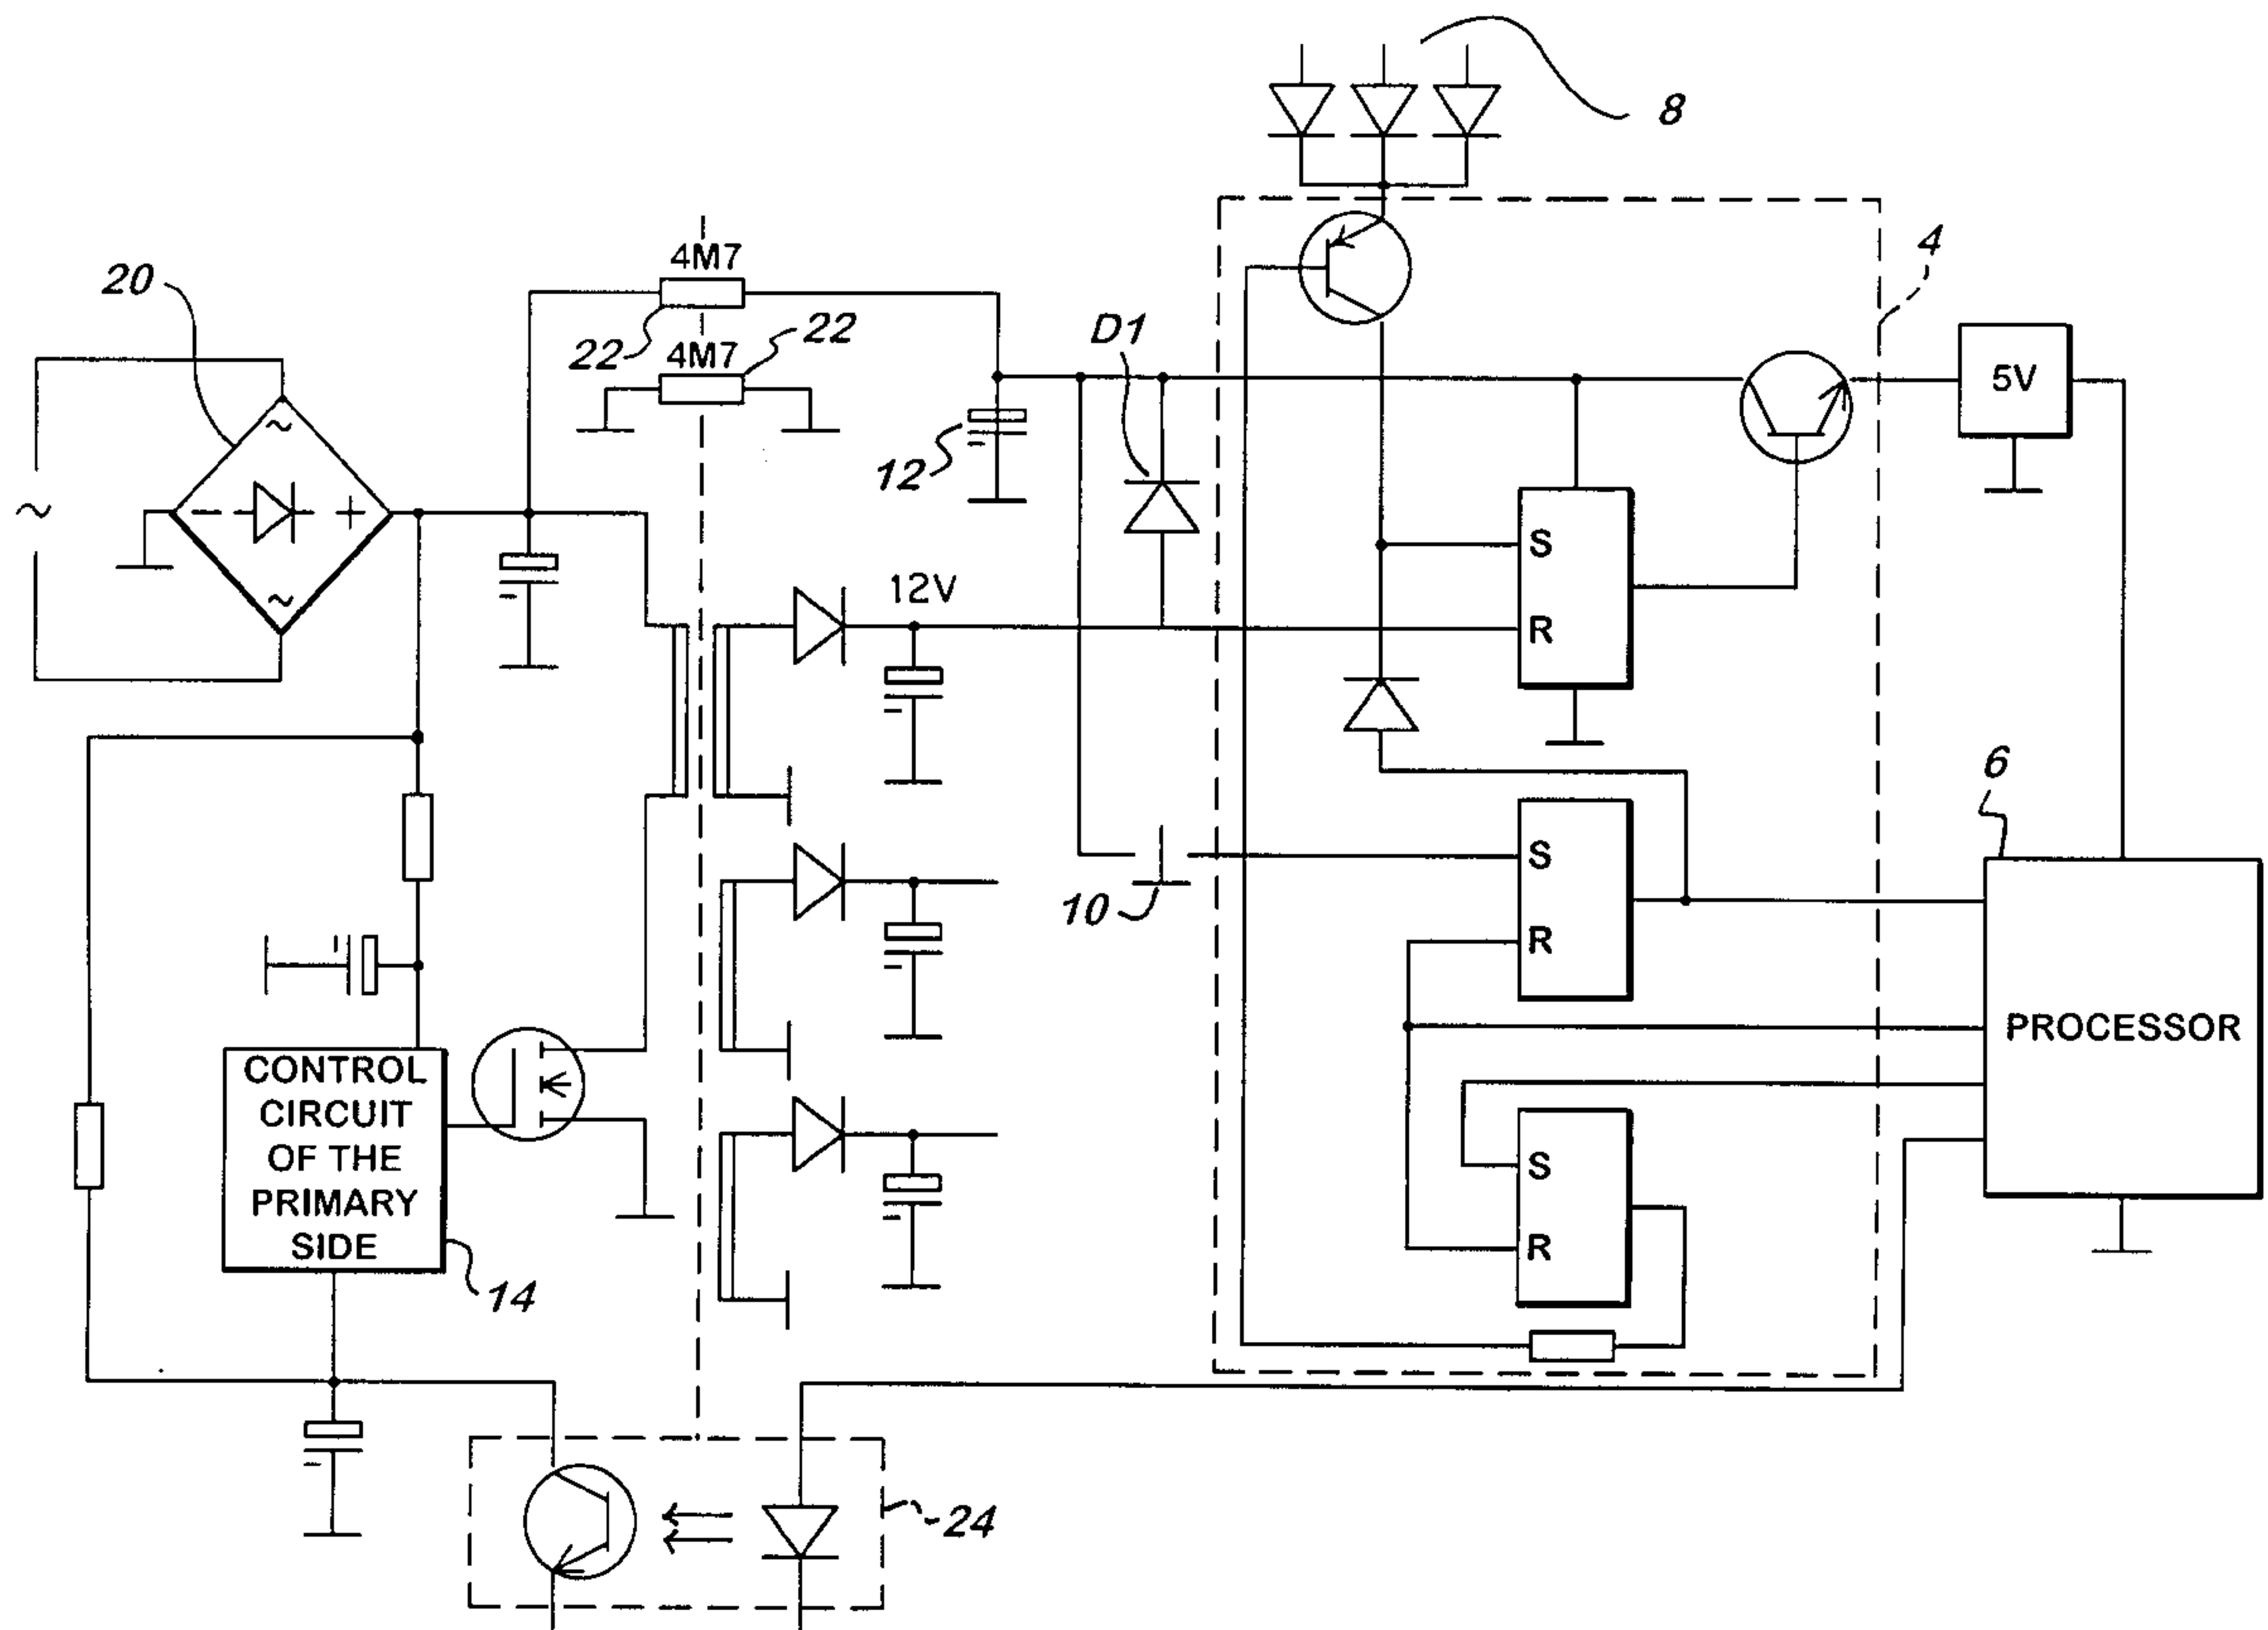 8
4
4M7
20
D1
22
4M7
22
5V
12
S
12V
R
6
S
10
R
PROCESSOR
CONTROL
CIRCUIT
OF THE
PRIMARY
SIDE
S
R
14
24